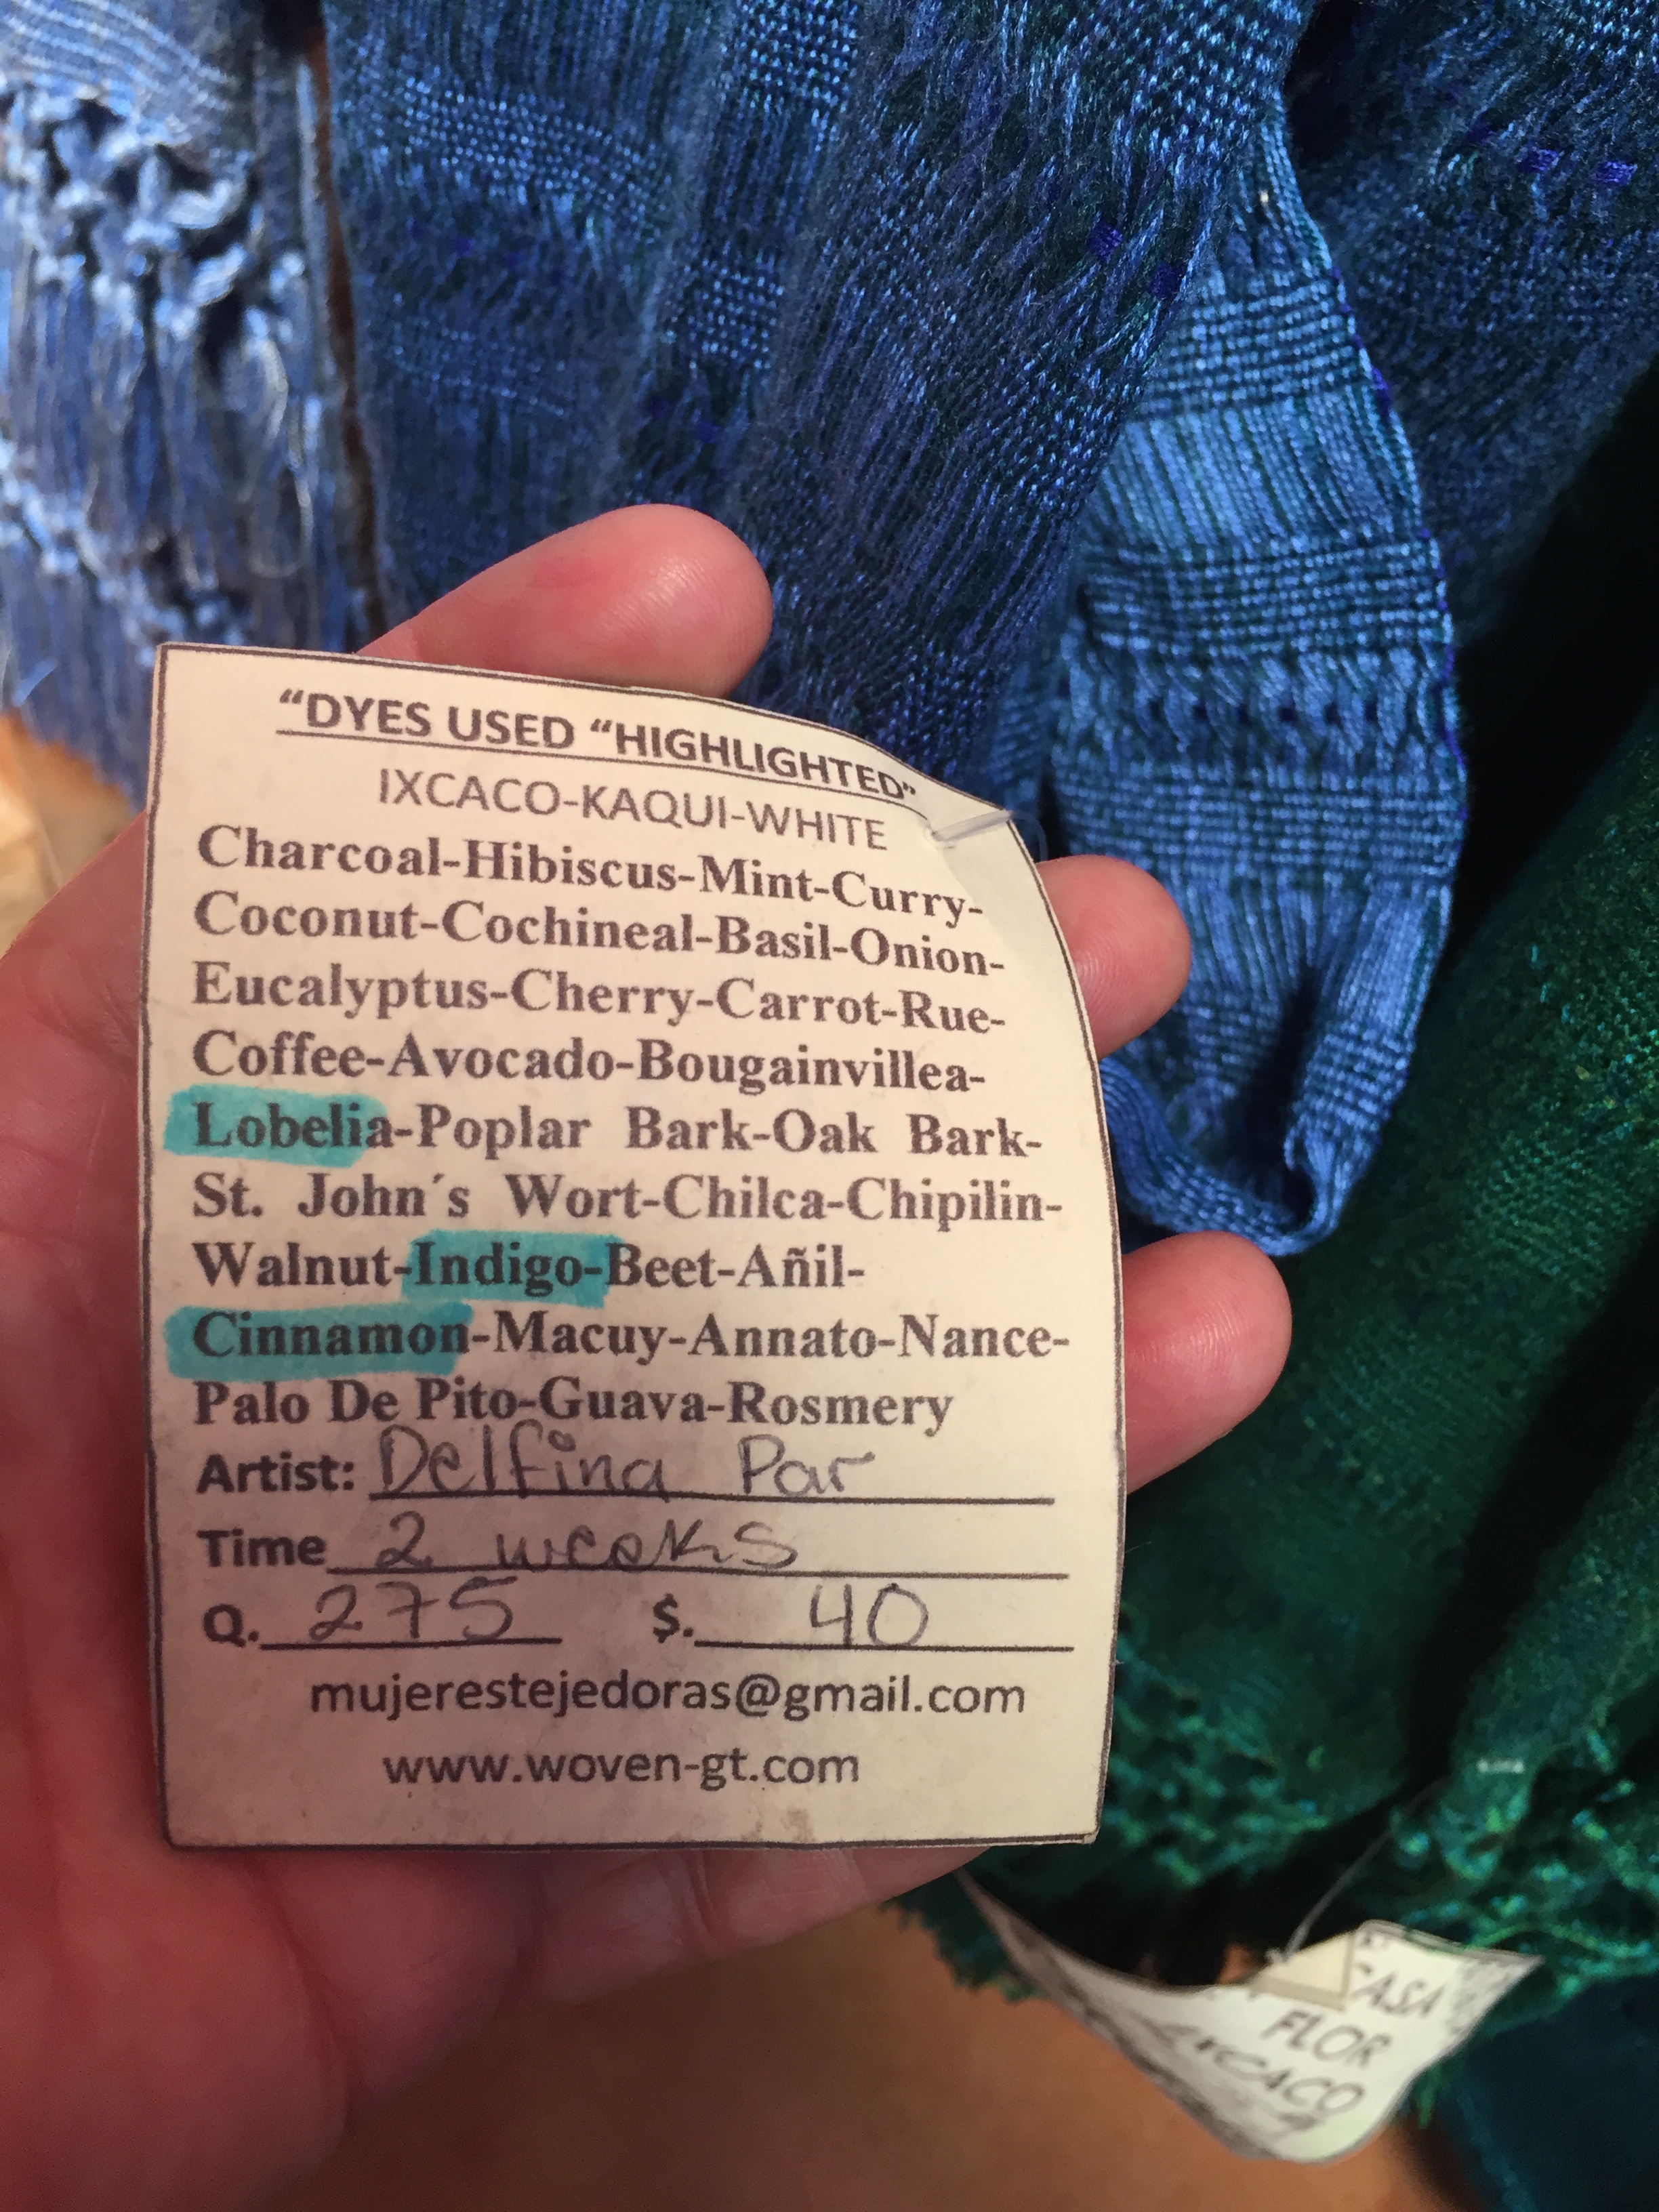 “DYES USED “HIGHLIGHTED”
IXCACO-KAQUI-WHITE
Charcoal-Hibiscus-Mint-Curry-
Coconut-Cochineal-Basil-Onion-
Eucalyptus-Cherry-Carrot-Rue-
Coffee-Avocado-Bougainvillea-
Lobelia-Poplar Bark-Oak Bark-
St. John´s Wort-Chilca-Chipilin-
Walnut-Indigo-Beet-Añil-
Cinnamon-Macuy-Annato-Nance-
Palo De Pito-Guava-Rosmery
Artist: Delfina Par
Time 2 weeks
Q. 275 $. 40
mujerestejedoras@gmail.com
www.woven-gt.com
CASA
FLOR
IXCACO